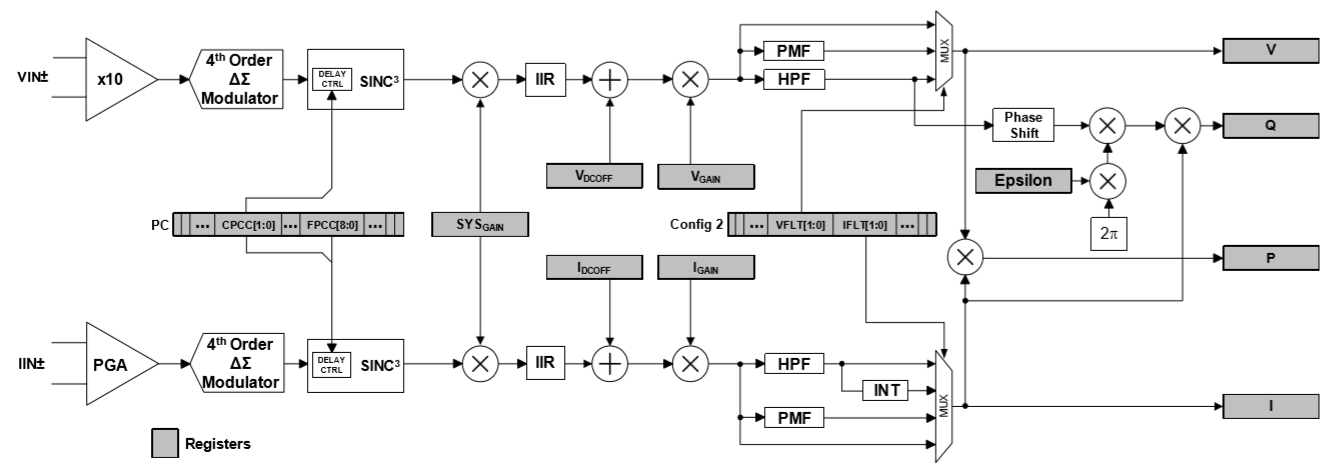 VIN±
x10
4th Order
ΔΣ
Modulator
DELAY
CTRL
SINC3
IIR
PMF
HPF
MUX
V
Phase
Shift
Q
VDCOFF
VGAIN
Epsilon
2π
PC
... CPCC[1:0] ... FPCC[8:0] ...
SYSGAIN
Config 2
... VFLT[1:0] IFLT[1:0] ...
P
IDCOFF
IGAIN
IIN±
PGA
4th Order
ΔΣ
Modulator
DELAY
CTRL
SINC3
IIR
HPF
INT
PMF
MUX
I
Registers